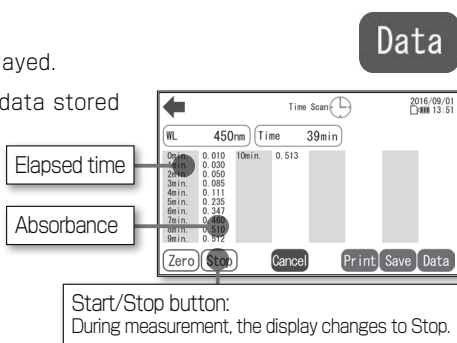 Data
ayed.
data stored
Time Scan
2016/09/01
13:51
WL 450nm Time 39min
Elapsed time
Absorbance
0min. 0.010 10min. 0.513
1min. 0.030
2min. 0.050
3min. 0.085
4min. 0.111
5min. 0.235
6min. 0.347
7min. 0.460
8min. 0.510
9min. 0.512
Zero Stop Cancel Print Save Data
Start/Stop button:
During measurement, the display changes to Stop.